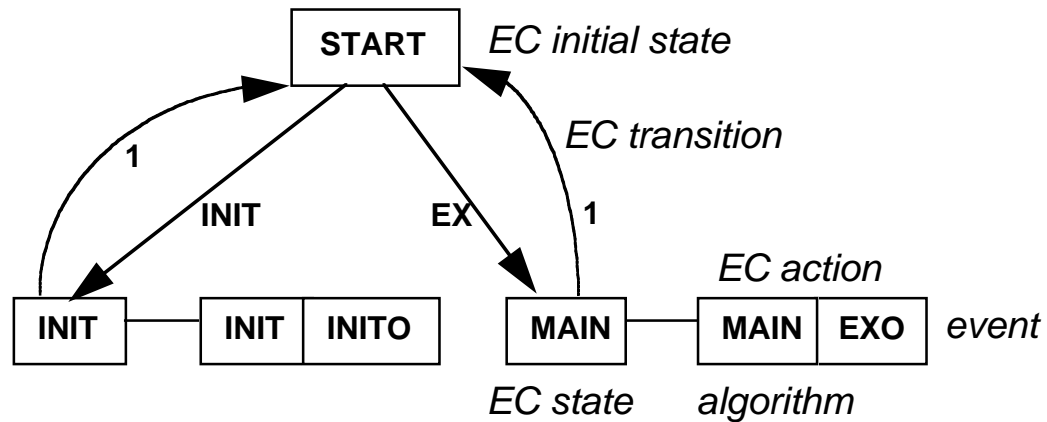 START EC initial state
EC transition
1
INIT EX 1
EC action
INIT INIT INITO MAIN MAIN EXO event
EC state algorithm